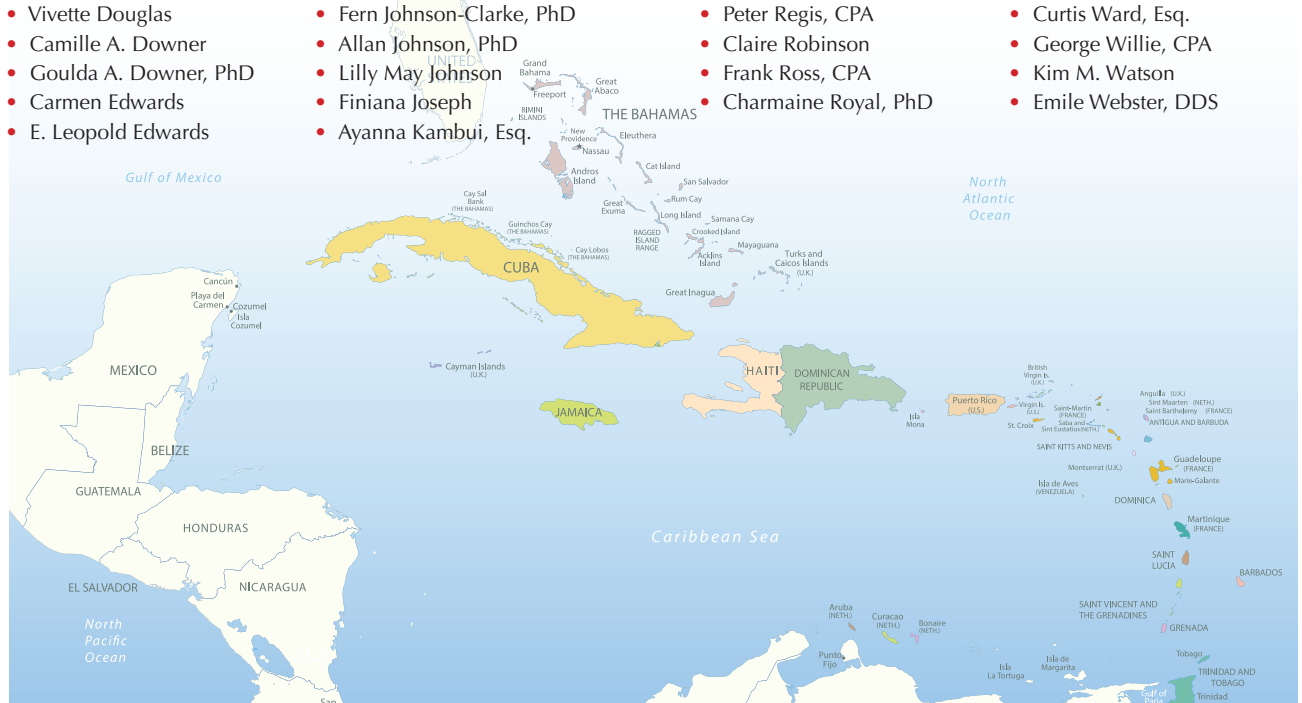 • Vivette Douglas
• Camille A. Downer
• Goulda A. Downer, PhD
• Carmen Edwards
• E. Leopold Edwards
• Fern Johnson-Clarke, PhD
• Allan Johnson, PhD
• Lilly May Johnson
• Finiana Joseph
• Ayanna Kambui, Esq.
• Peter Regis, CPA
• Claire Robinson
• Frank Ross, CPA
• Charmaine Royal, PhD
• Curtis Ward, Esq.
• George Willie, CPA
• Kim M. Watson
• Emile Webster, DDS
UNITED
Grand
Bahama
Freeport
Great
Abaco
BIMINI
ISLANDS
THE BAHAMAS
New
Providence
Nassau
Eleuthera
Andros
Island
Cat Island
San Salvador
Great
Exuma
Rum Cay
Long Island
Samana Cay
RAGGED
ISLAND
RANGE
Crooked Island
Acklins
Island
Mayaguana
Turks and
Caicos Islands
(U.K.)
Great Inagua
Gulf of Mexico
North
Atlantic
Ocean
Cay Sal
Bank
(THE BAHAMAS)
Guinchos Cay
(THE BAHAMAS)
Cay Lobos
(THE BAHAMAS)
CUBA
Cancún
Playa del
Carmen
Cozumel
Isla
Cozumel
MEXICO
Cayman Islands
(U.K.)
JAMAICA
HAITI
DOMINICAN
REPUBLIC
Isla
Mona
Puerto Rico
(U.S.)
British
Virgin Is.
(U.K.)
Virgin Is.
(U.S.)
St. Croix
Saint-Martin
(FRANCE)
Saba and
Sint Eustatius (NETH.)
Anguilla (U.K.)
Sint Maarten (NETH.)
Saint Barthelemy (FRANCE)
ANTIGUA AND BARBUDA
SAINT KITTS AND NEVIS
Montserrat (U.K.)
Guadeloupe
(FRANCE)
Marie-Galante
Isla de Aves
(VENEZUELA)
DOMINICA
Martinique
(FRANCE)
SAINT
LUCIA
BARBADOS
SAINT VINCENT AND
THE GRENADINES
GRENADA
Tobago
TRINIDAD AND
TOBAGO
Trinidad
Gulf of
Paria
BELIZE
GUATEMALA
HONDURAS
EL SALVADOR
NICARAGUA
Caribbean Sea
North
Pacific
Ocean
San
Aruba
(NETH.)
Curacao
(NETH.)
Bonaire
(NETH.)
Punto
Fijo
Isla
La Tortuga
Isla de
Margarita